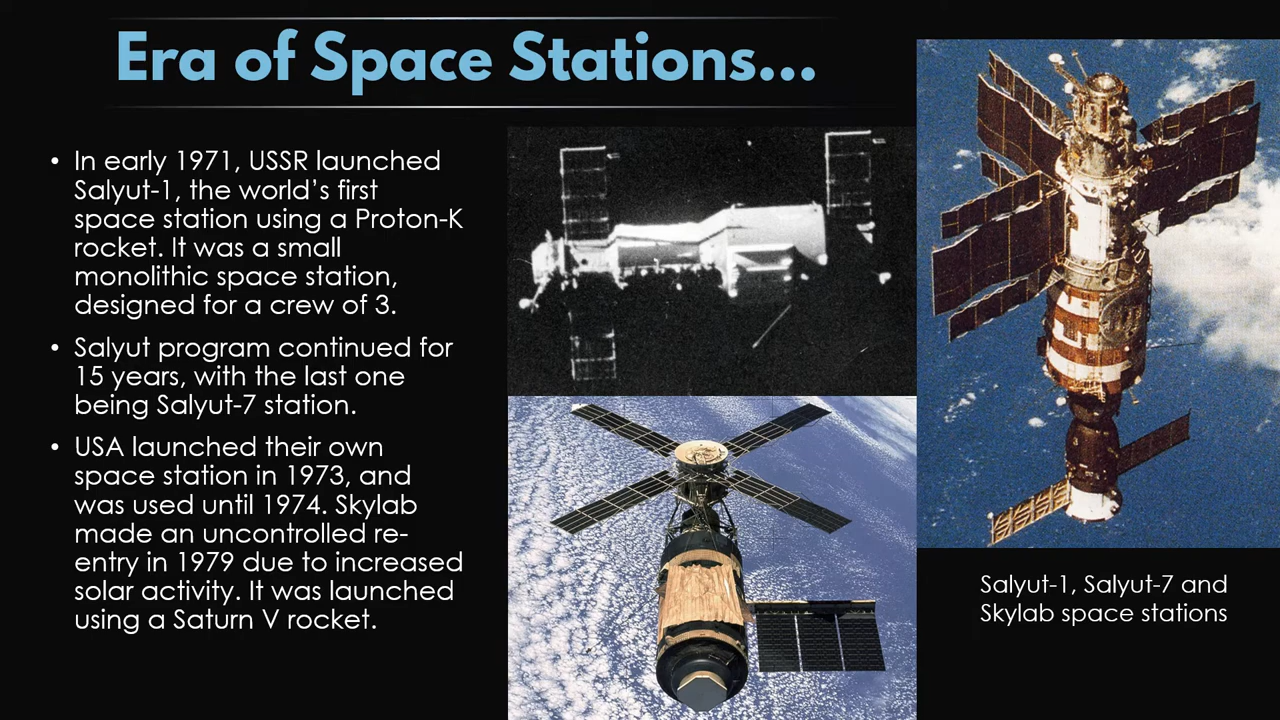 Era of Space Stations...
• In early 1971, USSR launched
Salyut-1, the world’s first
space station using a Proton-K
rocket. It was a small
monolithic space station,
designed for a crew of 3.
• Salyut program continued for
15 years, with the last one
being Salyut-7 station.
• USA launched their own
space station in 1973, and
was used until 1974. Skylab
made an uncontrolled re-
entry in 1979 due to increased
solar activity. It was launched
using a Saturn V rocket.
Salyut-1, Salyut-7 and
Skylab space stations